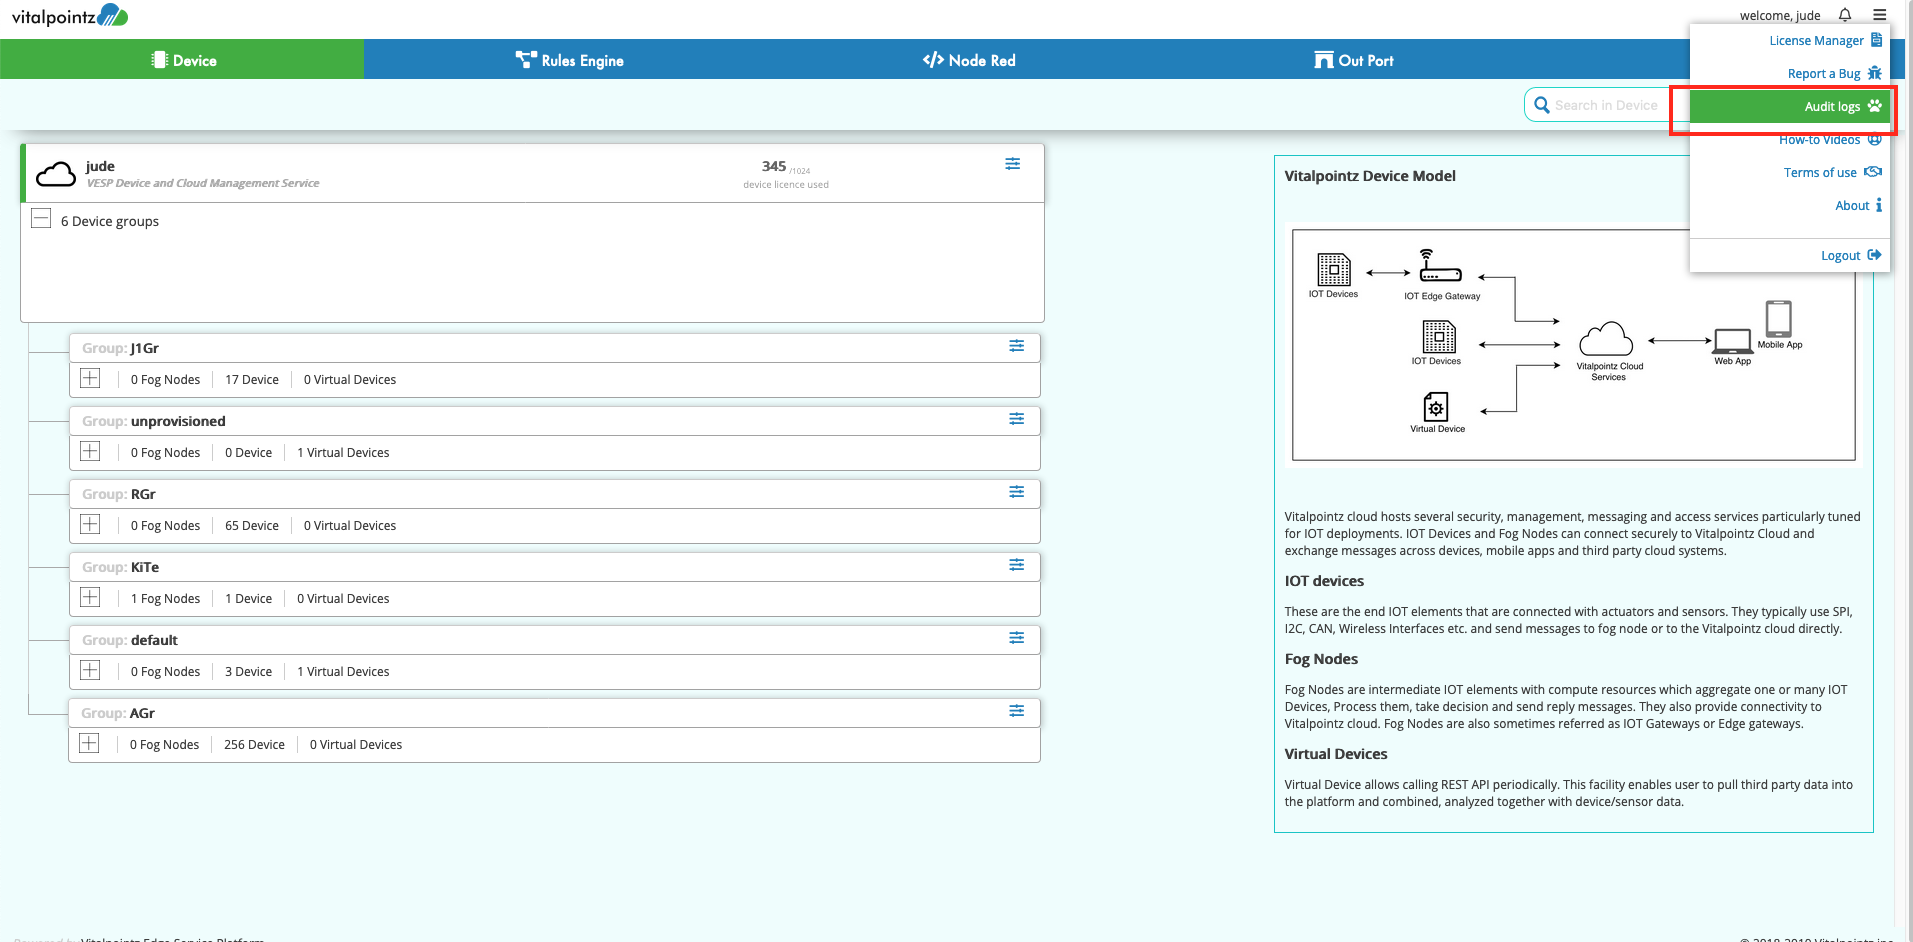 vitalpointz
welcome, jude
Device
Rules Engine
Node Red
Out Port
License Manager
Report a Bug
Audit logs
How-to Videos
Terms of use
About
Logout
Search in Device
jude
VESP Device and Cloud Management Service
345 /1024
device licence used
6 Device groups
Group: J1Gr
0 Fog Nodes 17 Device 0 Virtual Devices
Group: unprovisioned
0 Fog Nodes 0 Device 1 Virtual Devices
Group: RGr
0 Fog Nodes 65 Device 0 Virtual Devices
Group: KiTe
1 Fog Nodes 1 Device 0 Virtual Devices
Group: default
0 Fog Nodes 3 Device 1 Virtual Devices
Group: AGr
0 Fog Nodes 256 Device 0 Virtual Devices
Vitalpointz Device Model
IOT Devices
IOT Edge Gateway
IOT Devices
Virtual Device
Vitalpointz Cloud
Services
Web App
Mobile App
Vitalpointz cloud hosts several security, management, messaging and access services particularly tuned
for IOT deployments. IOT Devices and Fog Nodes can connect securely to Vitalpointz Cloud and
exchange messages across devices, mobile apps and third party cloud systems.
IOT devices
These are the end IOT elements that are connected with actuators and sensors. They typically use SPI,
I2C, CAN, Wireless Interfaces etc. and send messages to fog node or to the Vitalpointz cloud directly.
Fog Nodes
Fog Nodes are intermediate IOT elements with compute resources which aggregate one or many IOT
Devices, Process them, take decision and send reply messages. They also provide connectivity to
Vitalpointz cloud. Fog Nodes are also sometimes referred as IOT Gateways or Edge gateways.
Virtual Devices
Virtual Device allows calling REST API periodically. This facility enables user to pull third party data into
the platform and combined, analyzed together with device/sensor data.
Powered by Vitalpointz Edge Service Platform
© 2018-2019 Vitalpointz inc